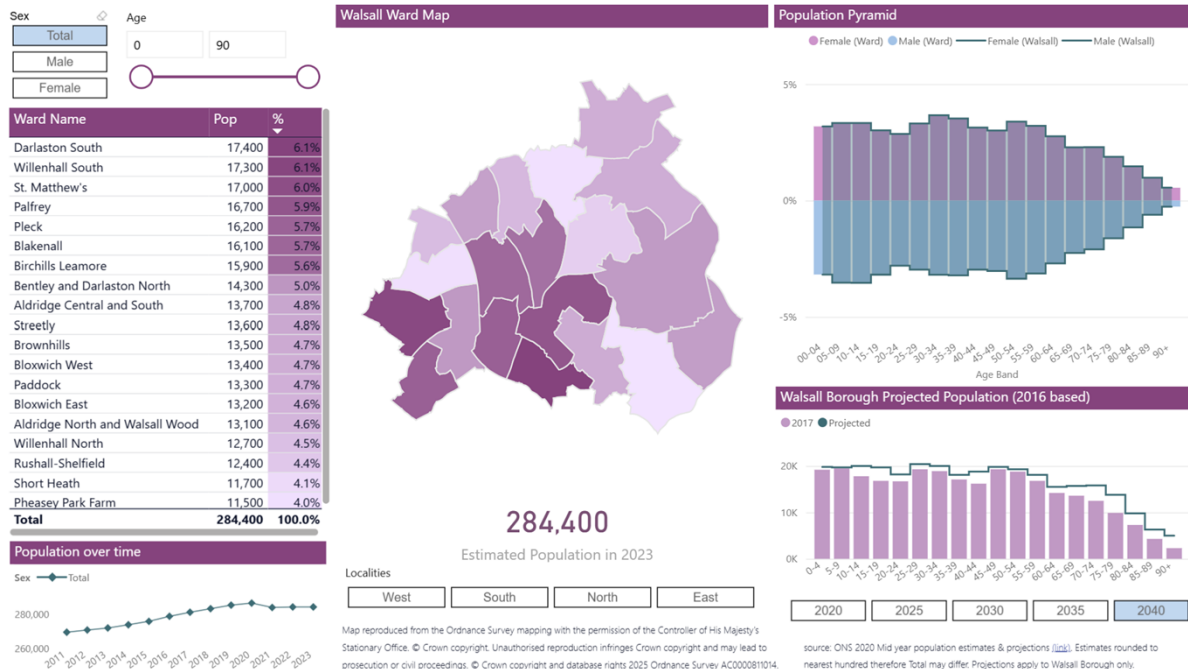 Sex
Total
Male
Female
Age
0 90
Ward Name Pop %
Darlaston South 17,400 6.1%
Willenhall South 17,300 6.1%
St. Matthew's 17,000 6.0%
Palfrey 16,700 5.9%
Pleck 16,200 5.7%
Blakenall 16,100 5.7%
Birchills Leamore 15,900 5.6%
Bentley and Darlaston North 14,300 5.0%
Aldridge Central and South 13,700 4.8%
Streetly 13,600 4.8%
Brownhills 13,500 4.7%
Bloxwich West 13,400 4.7%
Paddock 13,300 4.7%
Bloxwich East 13,200 4.6%
Aldridge North and Walsall Wood 13,100 4.6%
Willenhall North 12,700 4.5%
Rushall-Shelfield 12,400 4.4%
Short Heath 11,700 4.1%
Pheasey Park Farm 11,500 4.0%
Total 284,400 100.0%
Population over time
Sex Total
280,000
260,000
2011 2012 2013 2014 2015 2016 2017 2018 2019 2020 2021 2022 2023
Walsall Ward Map
284,400
Estimated Population in 2023
Localities
West South North East
Map reproduced from the Ordnance Survey mapping with the permission of the Controller of His Majesty's
Stationary Office. © Crown copyright. Unauthorised reproduction infringes Crown copyright and may lead to
prosecution or civil proceedings. © Crown copyright and database rights 2025 Ordnance Survey AC0000811014.
Population Pyramid
Female (Ward) Male (Ward) Female (Walsall) Male (Walsall)
5%
0%
-5%
00-04 05-09 10-14 15-19 20-24 25-29 30-34 35-39 40-44 45-49 50-54 55-59 60-64 65-69 70-74 75-79 80-84 85-89 90+
Age Band
Walsall Borough Projected Population (2016 based)
2017 Projected
20K
10K
0K
0-4 5-9 10-14 15-19 20-24 25-29 30-34 35-39 40-44 45-49 50-54 55-59 60-64 65-69 70-74 75-79 80-84 85-89 90+
2020 2025 2030 2035 2040
source: ONS 2020 Mid year population estimates & projections (link). Estimates rounded to
nearest hundred therefore Total may differ. Projections apply to Walsall Borough only.